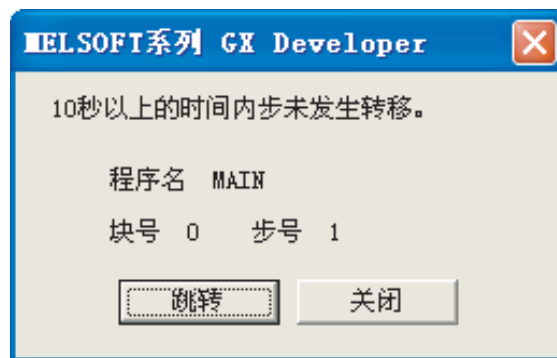 MELSOFT系列 GX Developer
10秒以上的时间内步未发生转移。
程序名 MAIN
块号 0 步号 1
跳转 关闭